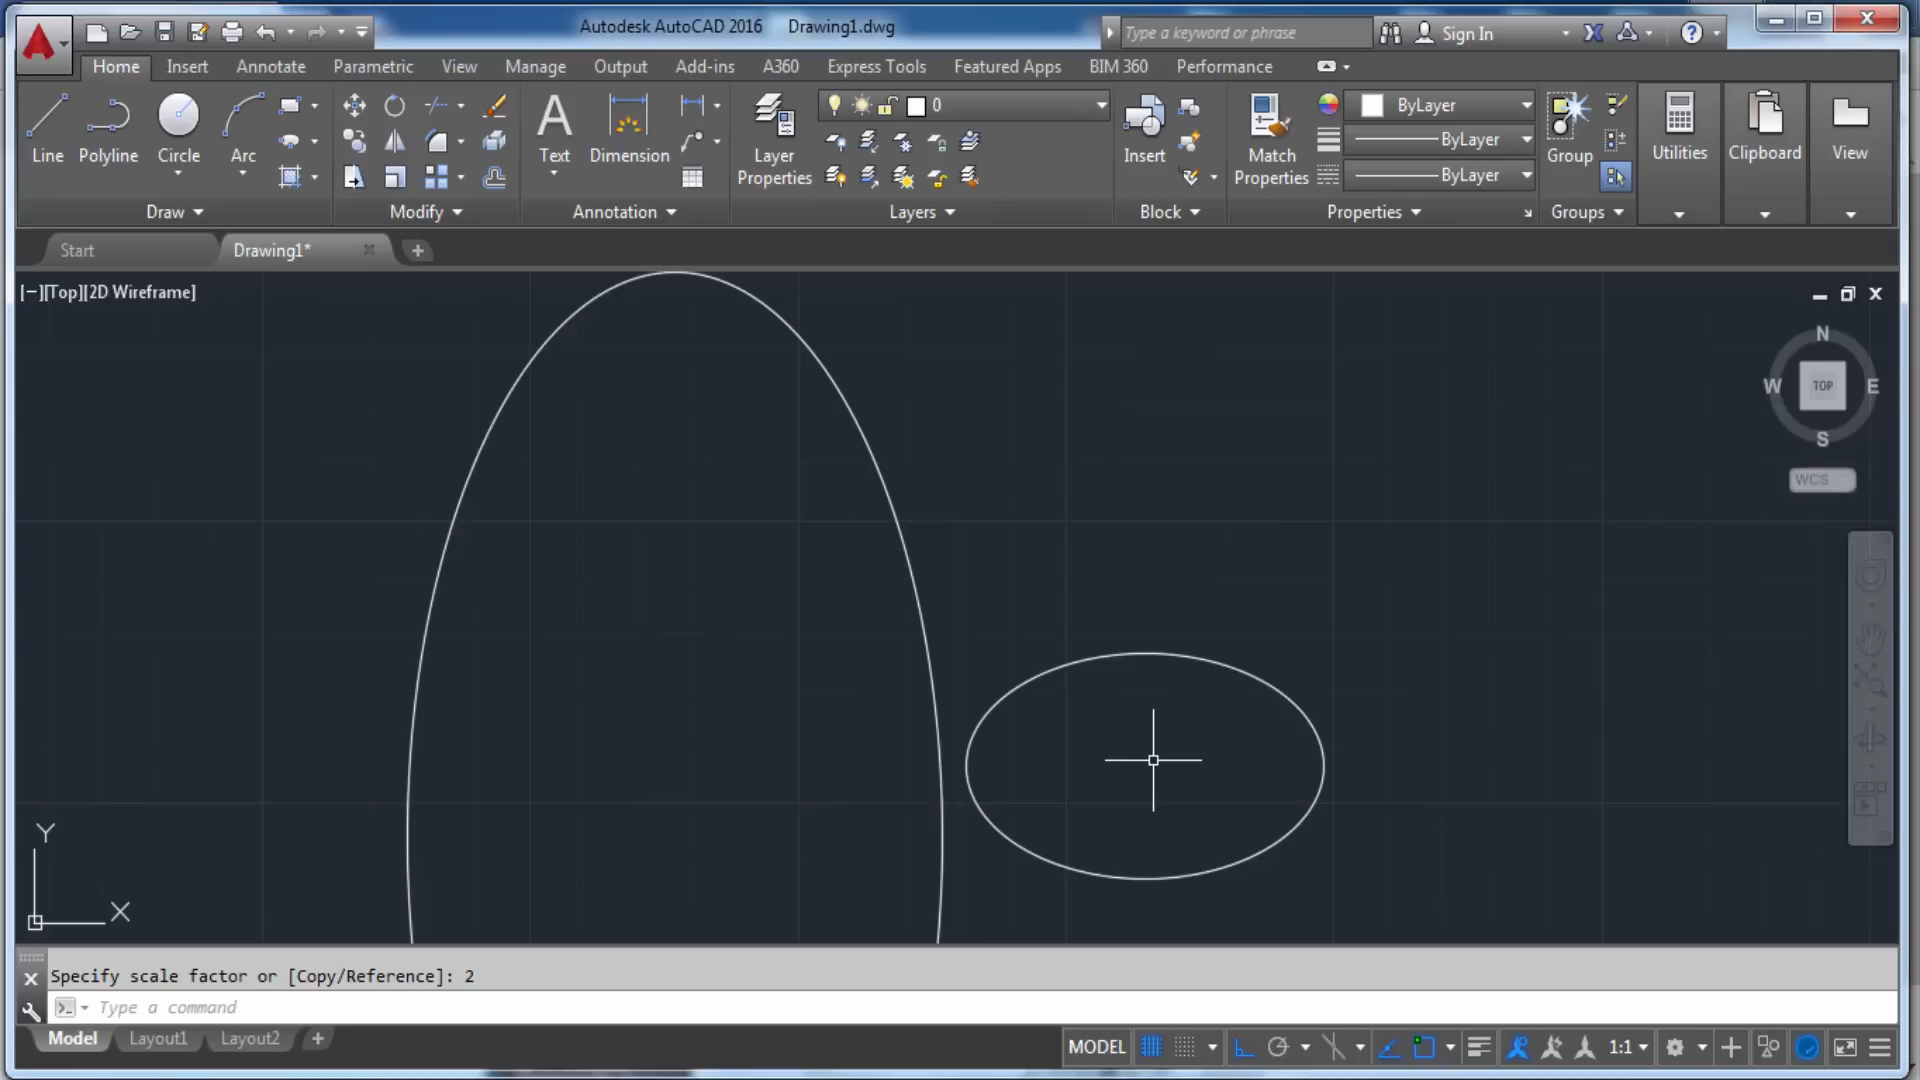 Autodesk AutoCAD 2016 Drawing1.dwg
Type a keyword or phrase
Sign In
Home Insert Annotate Parametric View Manage Output Add-ins A360 Express Tools Featured Apps BIM 360 Performance
Line Polyline Circle Arc
Text Dimension
Layer Properties
0
Insert
Match Properties
ByLayer
ByLayer
ByLayer
Group
Utilities
Clipboard
View
Draw Modify Annotation Layers Block Properties Groups
Start Drawing1*
[−][Top][2D Wireframe]
N
W TOP E
S
WCS
Y
X
Specify scale factor or [Copy/Reference]: 2
Type a command
Model Layout1 Layout2
MODEL 1:1